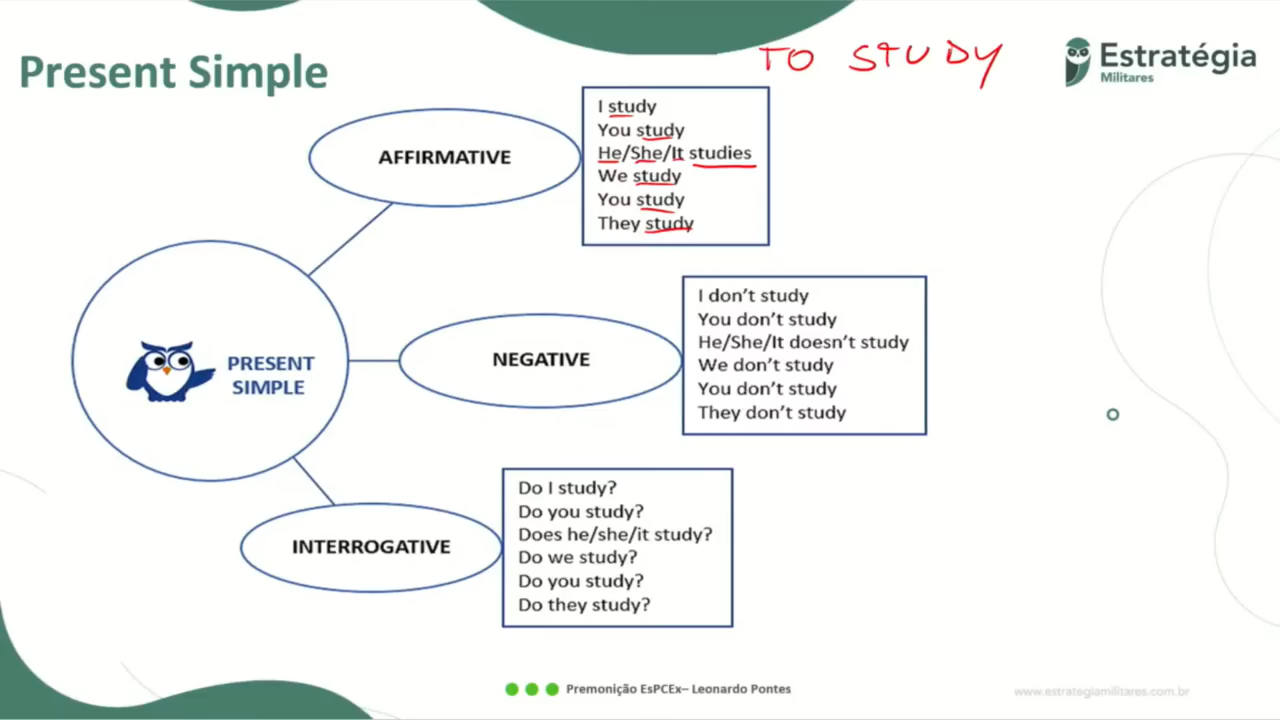 Present Simple
TO STUDY
Estratégia
Militares
AFFIRMATIVE
I study
You study
He/She/It studies
We study
You study
They study
PRESENT
SIMPLE
NEGATIVE
I don't study
You don't study
He/She/It doesn't study
We don't study
You don't study
They don't study
INTERROGATIVE
Do I study?
Do you study?
Does he/she/it study?
Do we study?
Do you study?
Do they study?
Premonição EsPCEx– Leonardo Pontes
www.estrategiamilitares.com.br